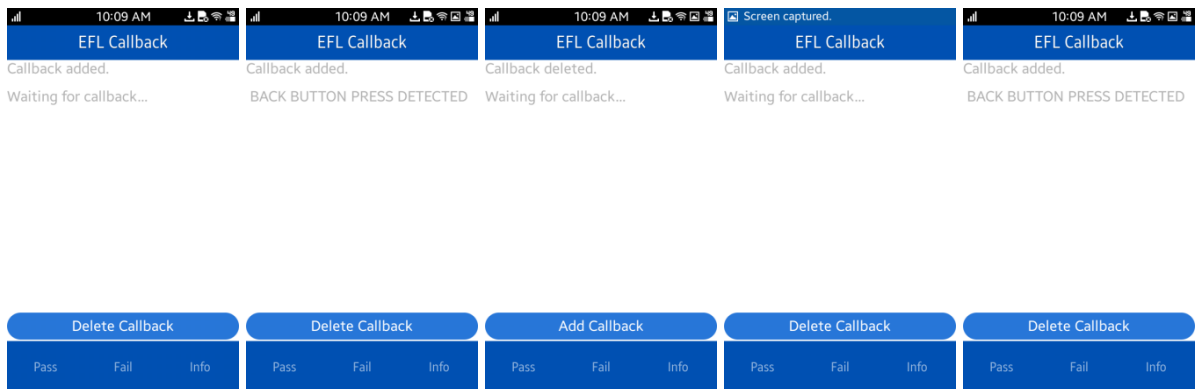 10:09 AM
EFL Callback
Callback added.
Waiting for callback...
Delete Callback
Pass Fail Info
10:09 AM
EFL Callback
Callback added.
BACK BUTTON PRESS DETECTED
Delete Callback
Pass Fail Info
10:09 AM
EFL Callback
Callback deleted.
Waiting for callback...
Add Callback
Pass Fail Info
Screen captured.
EFL Callback
Callback added.
Waiting for callback...
Delete Callback
Pass Fail Info
10:09 AM
EFL Callback
Callback added.
BACK BUTTON PRESS DETECTED
Delete Callback
Pass Fail Info